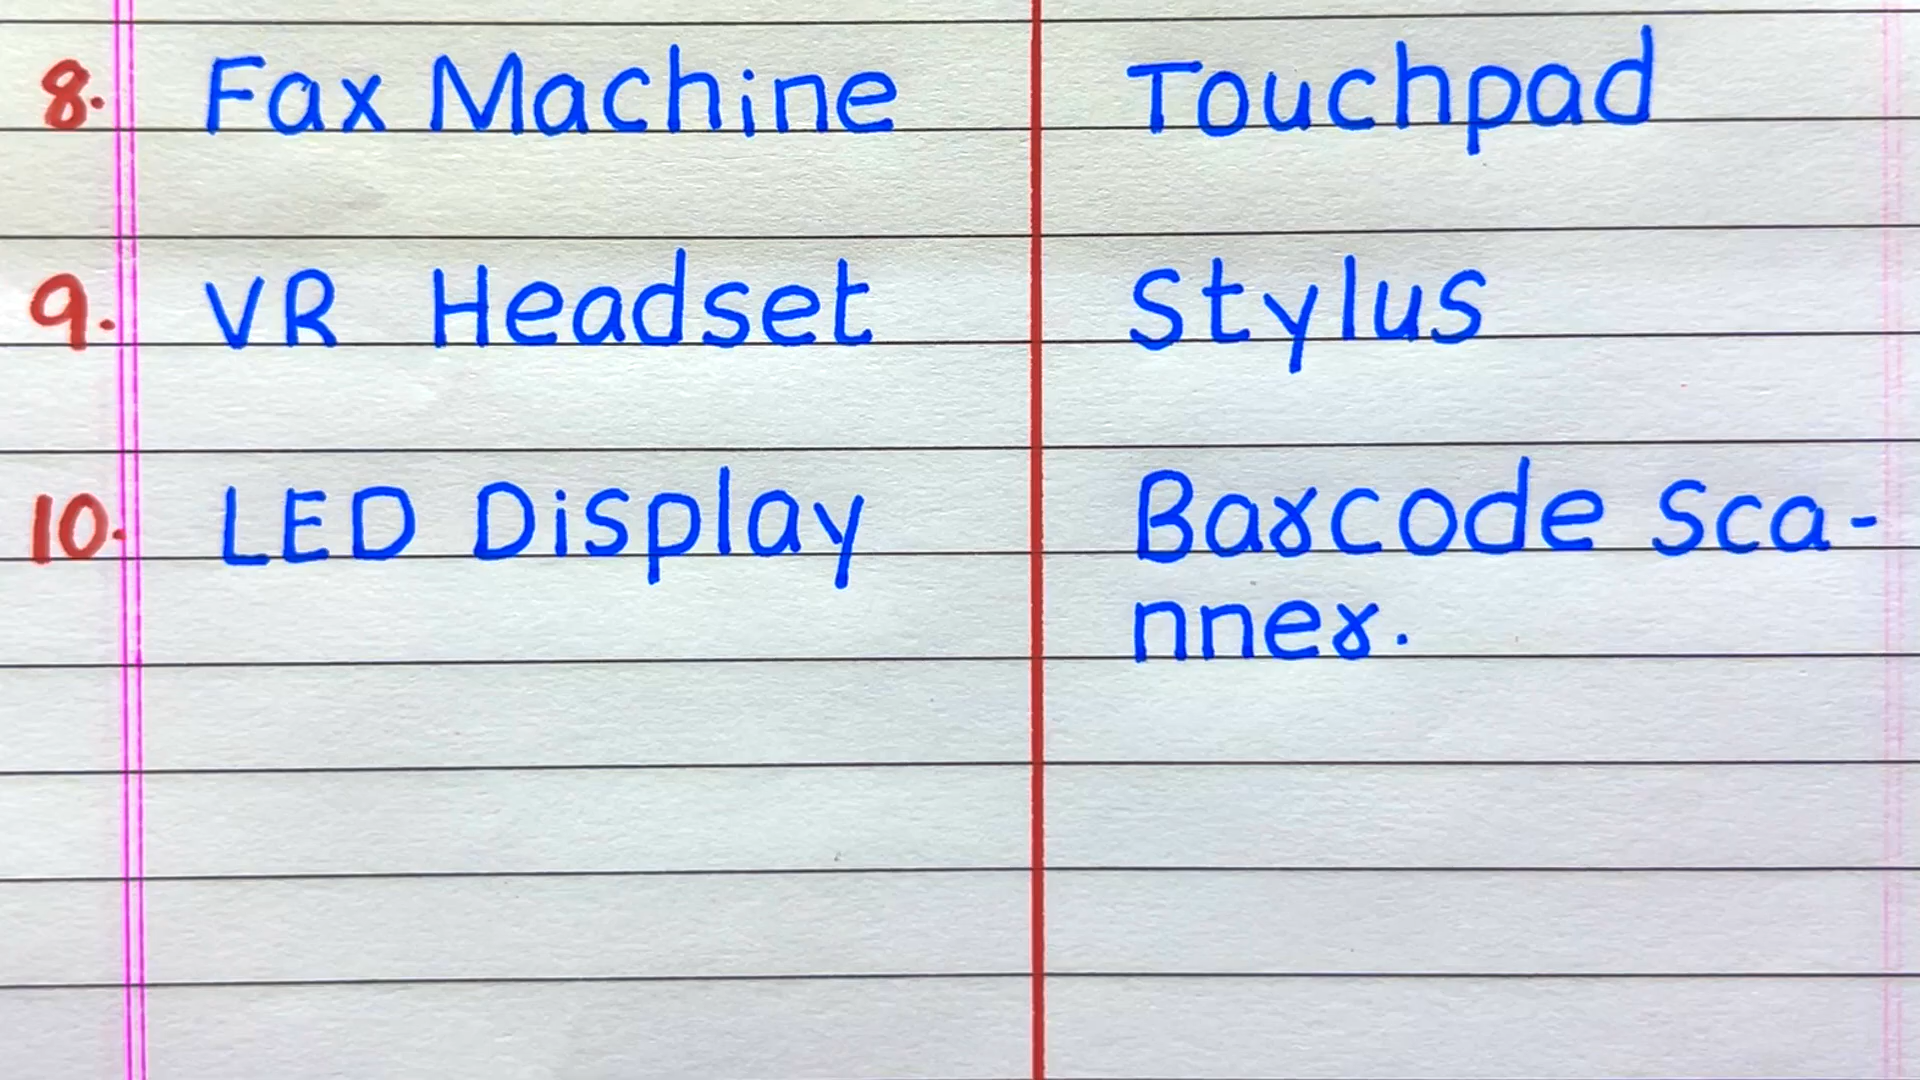 8. Fax Machine Touchpad
9. VR Headset Stylus
10. LED Display Barcode Sca-
nner.